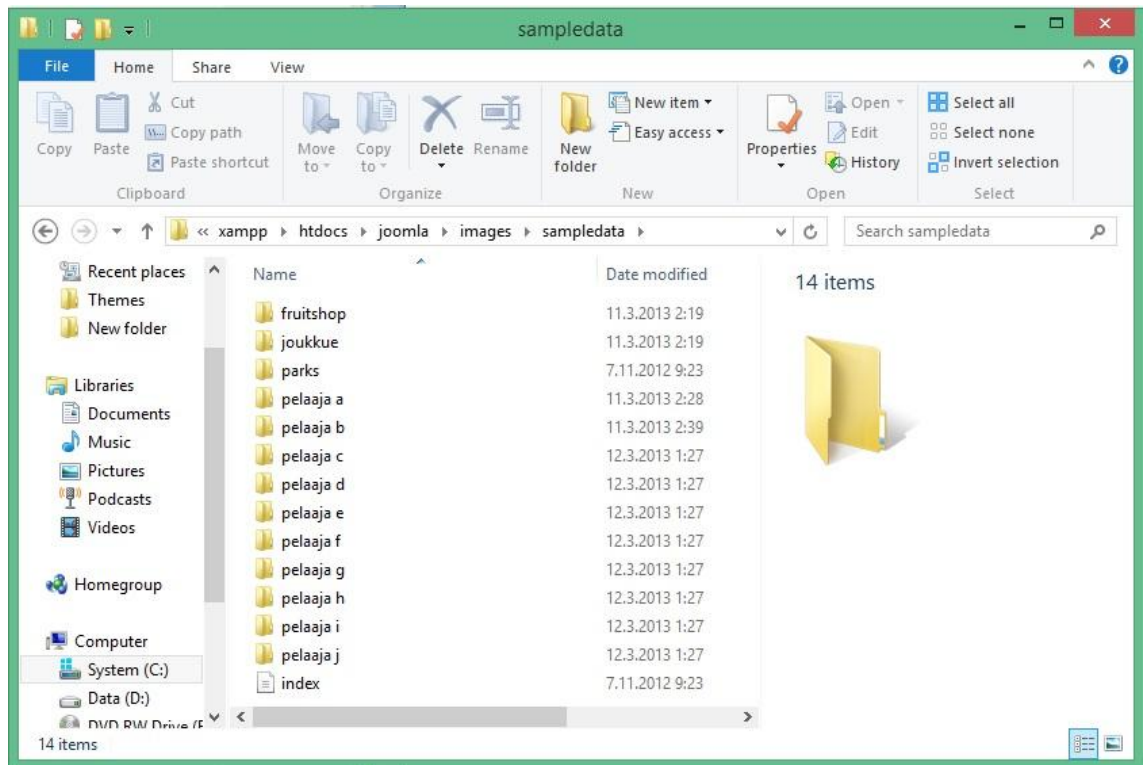 sampledata
File Home Share View
Copy
Paste
Cut
Copy path
Paste shortcut
Clipboard
Move to
Copy to
Delete
Rename
Organize
New folder
New item
Easy access
New
Properties
Open
Edit
History
Open
Select all
Select none
Invert selection
Select
« xampp htdocs joomla images sampledata
Search sampledata
Recent places
Themes
New folder
Libraries
Documents
Music
Pictures
Podcasts
Videos
Homegroup
Computer
System (C:)
Data (D:)
DVD RW Drive
Name Date modified
fruitshop 11.3.2013 2:19
joukkue 11.3.2013 2:19
parks 7.11.2012 9:23
pelaaja a 11.3.2013 2:28
pelaaja b 11.3.2013 2:39
pelaaja c 12.3.2013 1:27
pelaaja d 12.3.2013 1:27
pelaaja e 12.3.2013 1:27
pelaaja f 12.3.2013 1:27
pelaaja g 12.3.2013 1:27
pelaaja h 12.3.2013 1:27
pelaaja i 12.3.2013 1:27
pelaaja j 12.3.2013 1:27
index 7.11.2012 9:23
14 items
14 items